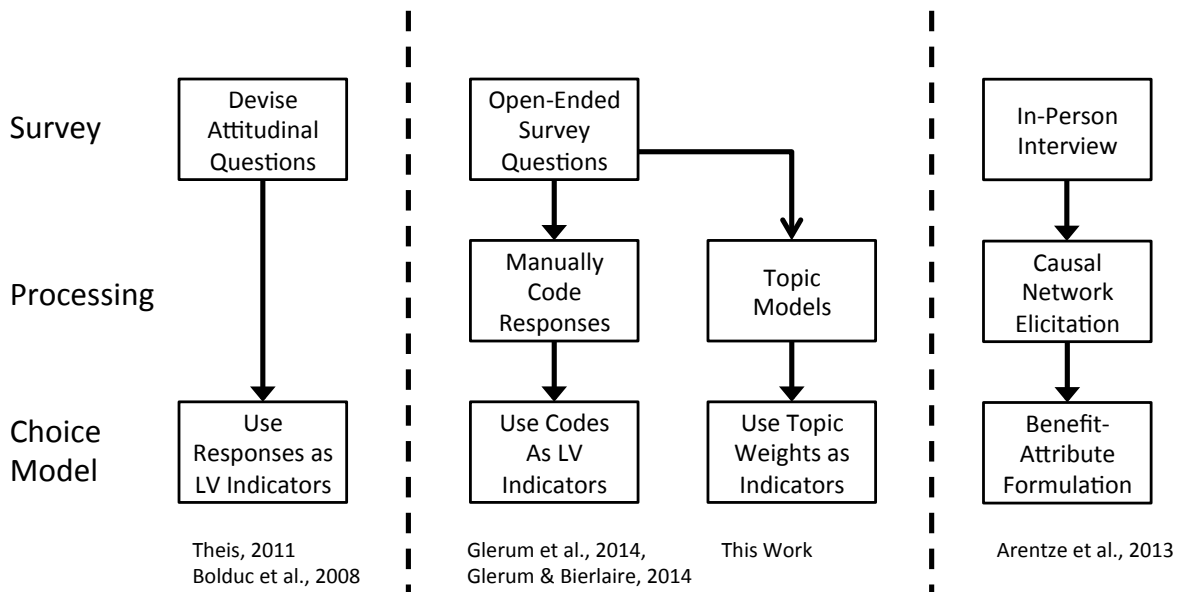 Survey
Devise
Attitudinal
Questions
Open-Ended
Survey
Questions
In-Person
Interview
Processing
Manually
Code
Responses
Topic
Models
Causal
Network
Elicitation
Choice
Model
Use
Responses as
LV Indicators
Use Codes
As LV
Indicators
Use Topic
Weights as
Indicators
Benefit-
Attribute
Formulation
Theis, 2011
Bolduc et al., 2008
Glerum et al., 2014,
Glerum & Bierlaire, 2014
This Work
Arentze et al., 2013